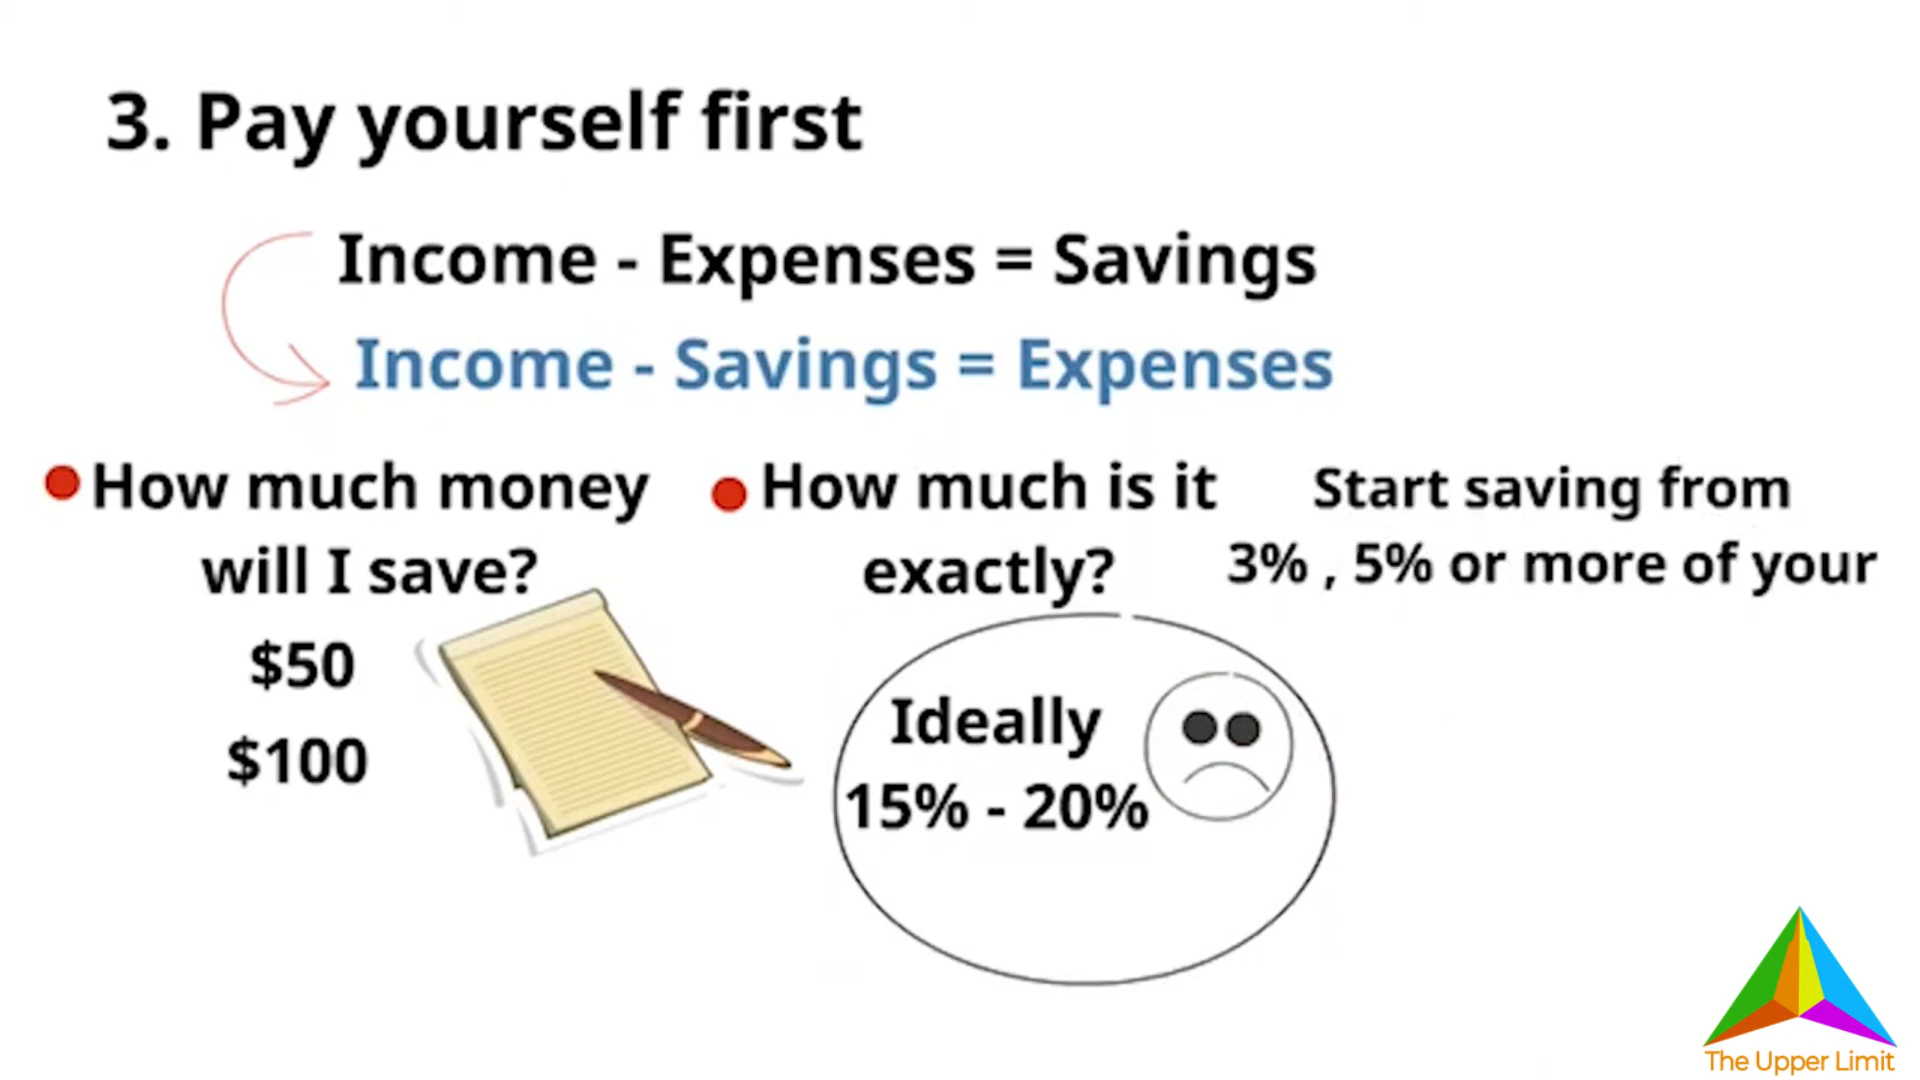 3. Pay yourself first
Income - Expenses = Savings
Income - Savings = Expenses
How much money
will I save?
$50
$100
How much is it
exactly?
Ideally
15% - 20%
Start saving from
3% , 5% or more of your
The Upper Limit